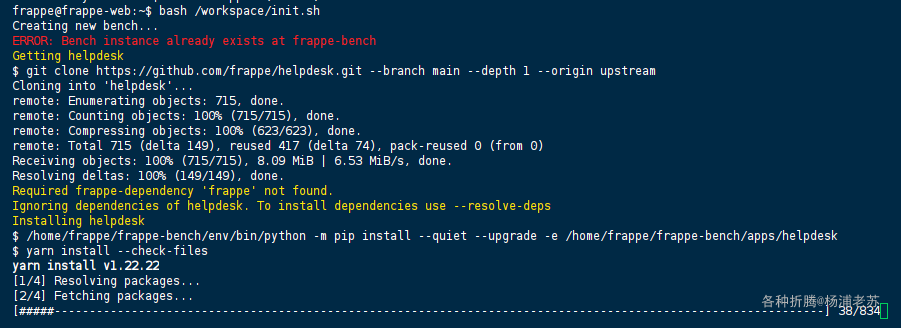 frappe@frappe-web:~$ bash /workspace/init.sh
Creating new bench...
ERROR: Bench instance already exists at frappe-bench
Getting helpdesk
$ git clone https://github.com/frappe/helpdesk.git --branch main --depth 1 --origin upstream
Cloning into 'helpdesk'...
remote: Enumerating objects: 715, done.
remote: Counting objects: 100% (715/715), done.
remote: Compressing objects: 100% (623/623), done.
remote: Total 715 (delta 149), reused 417 (delta 74), pack-reused 0 (from 0)
Receiving objects: 100% (715/715), 8.09 MiB | 6.53 MiB/s, done.
Resolving deltas: 100% (149/149), done.
Required frappe-dependency 'frappe' not found.
Ignoring dependencies of helpdesk. To install dependencies use --resolve-deps
Installing helpdesk
$ /home/frappe/frappe-bench/env/bin/python -m pip install --quiet --upgrade -e /home/frappe/frappe-bench/apps/helpdesk
$ yarn install --check-files
yarn install v1.22.22
[1/4] Resolving packages...
[2/4] Fetching packages...
[#####--------------------------------------------------------------------------------------------------------------] 38/834
各种折腾@杨浦老苏